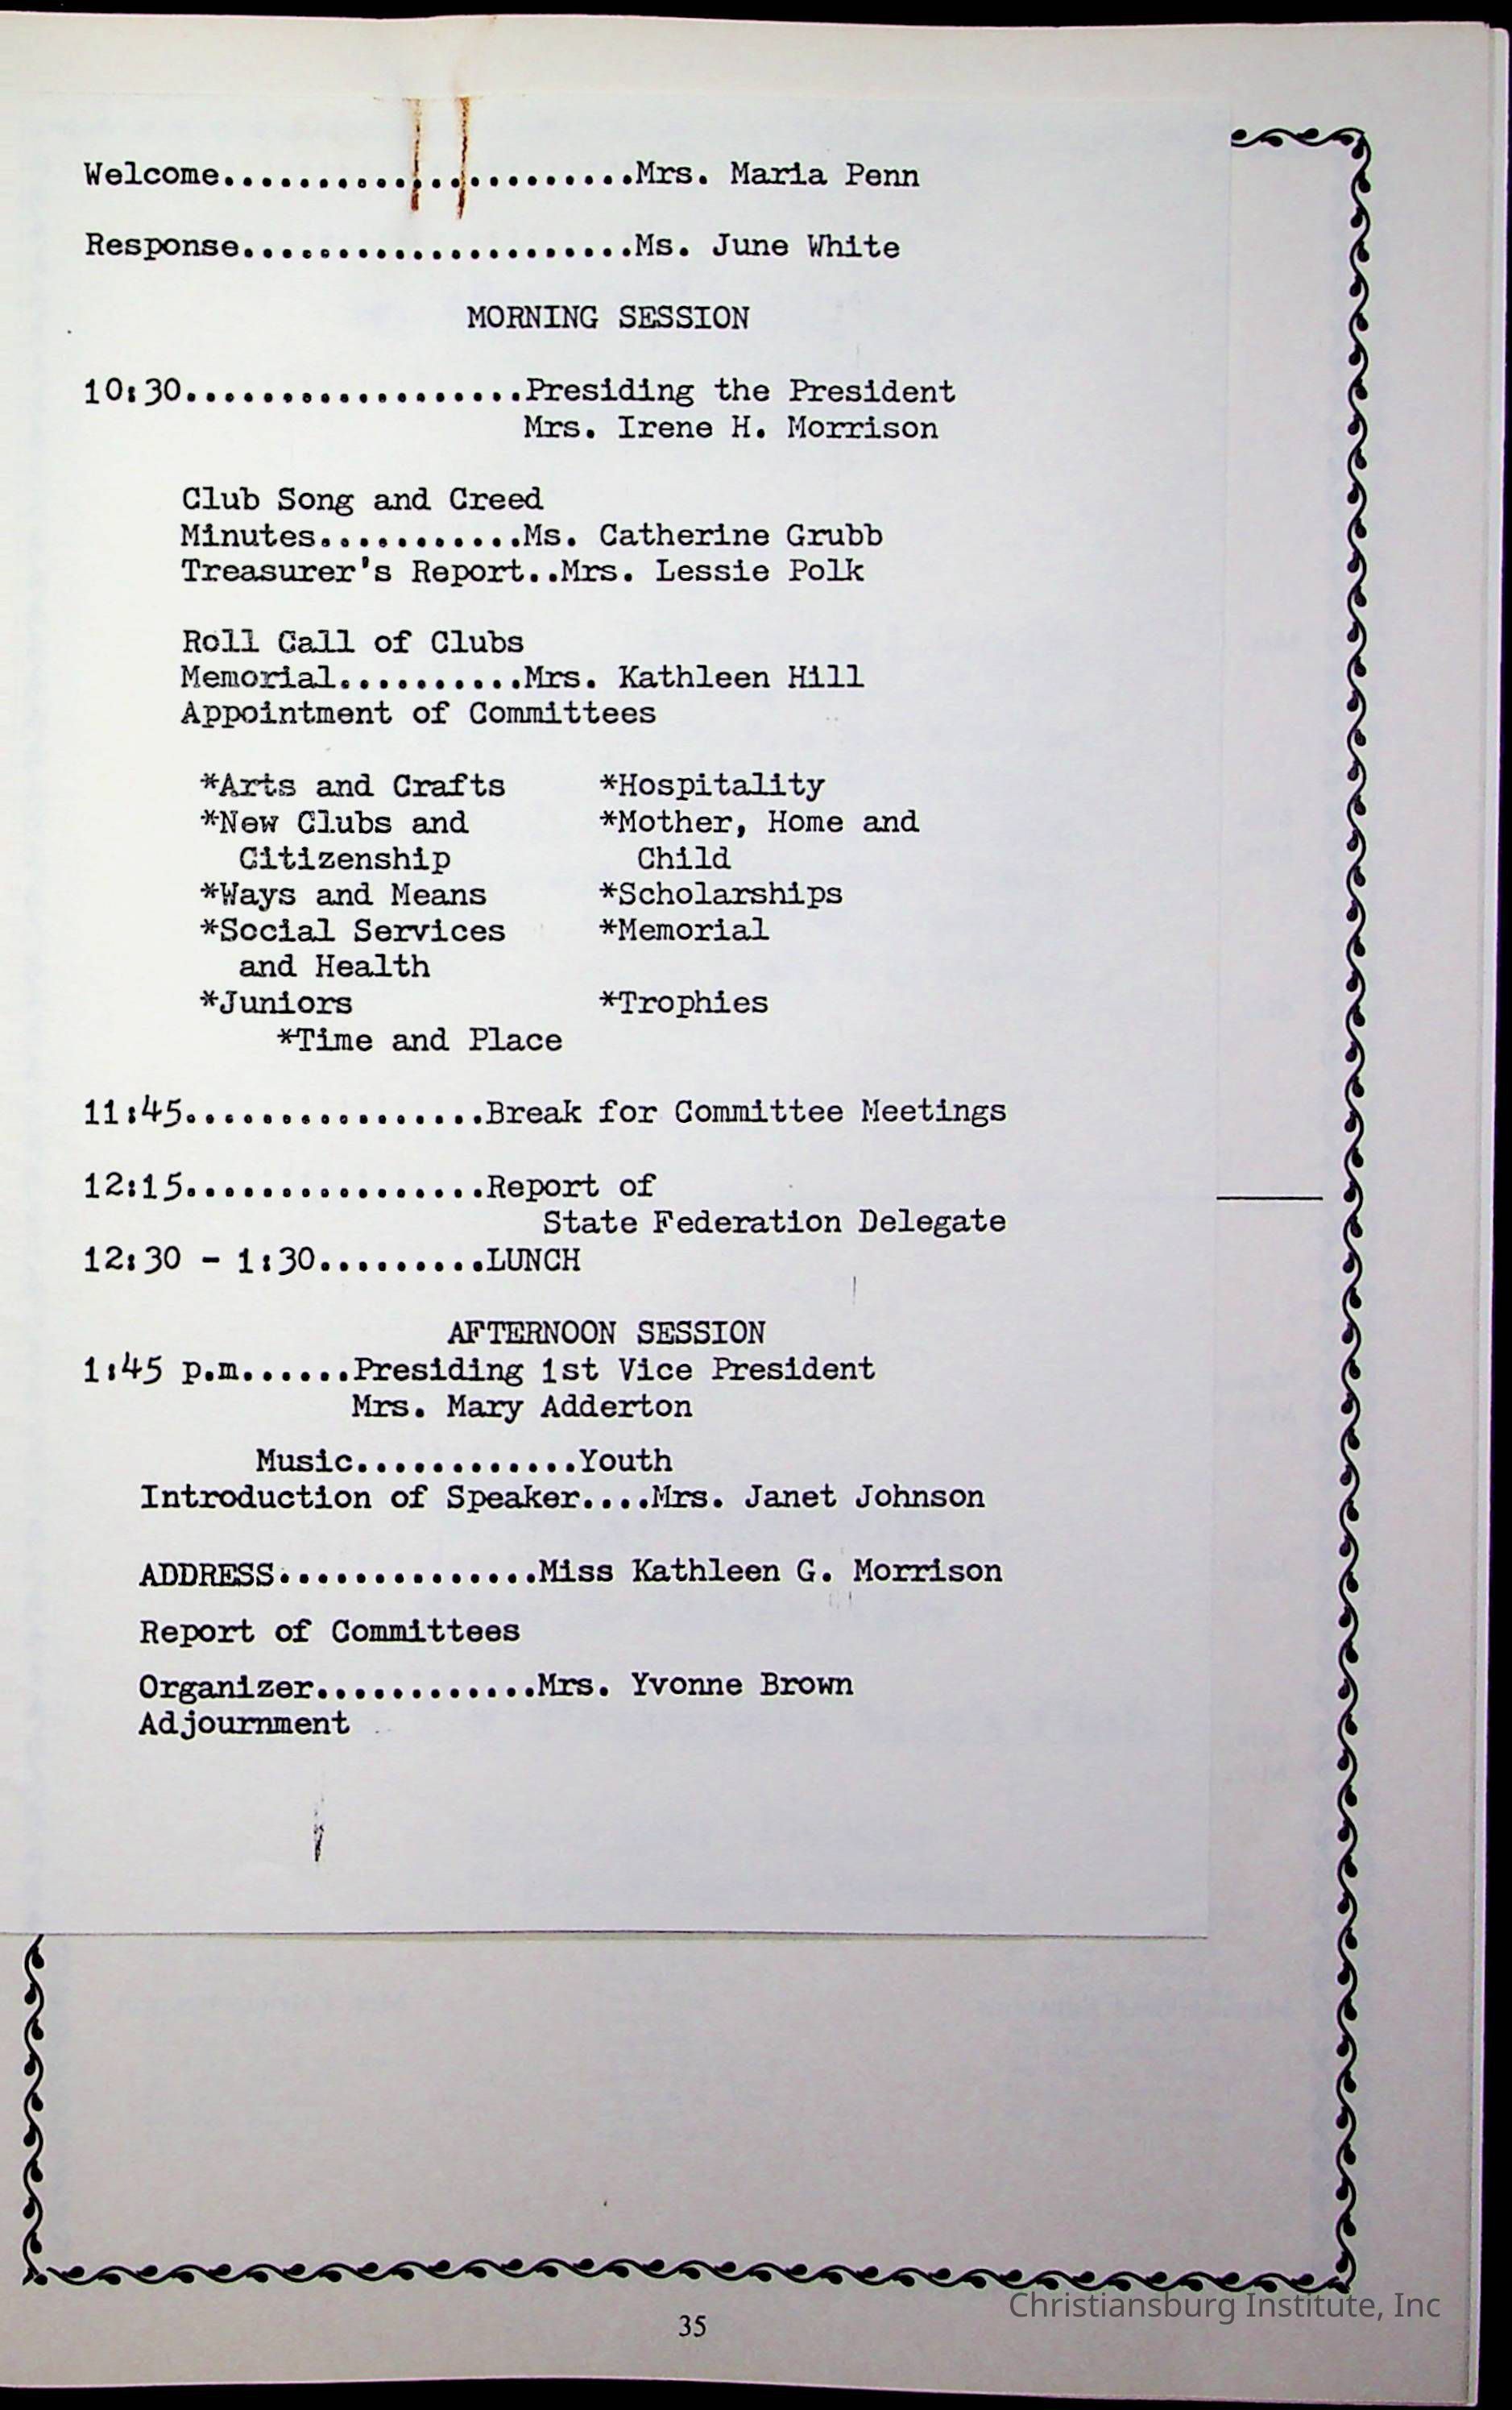 Welcome......................Mrs. Maria Penn
Response.....................Ms. June White
MORNING SESSION
10:30..................Presiding the President
Mrs. Irene H. Morrison
Club Song and Creed
Minutes...........Ms. Catherine Grubb
Treasurer's Report..Mrs. Lessie Polk
Roll Call of Clubs
Memorial..........Mrs. Kathleen Hill
Appointment of Committees
*Arts and Crafts *Hospitality
*New Clubs and *Mother, Home and
Citizenship Child
*Ways and Means *Scholarships
*Social Services *Memorial
and Health
*Juniors *Trophies
*Time and Place
11:45................Break for Committee Meetings
12:15................Report of
State Federation Delegate
12:30 - 1:30.........LUNCH
AFTERNOON SESSION
1:45 p.m......Presiding 1st Vice President
Mrs. Mary Adderton
Music............Youth
Introduction of Speaker....Mrs. Janet Johnson
ADDRESS..............Miss Kathleen G. Morrison
Report of Committees
Organizer............Mrs. Yvonne Brown
Adjournment
Christiansburg Institute, Inc
35